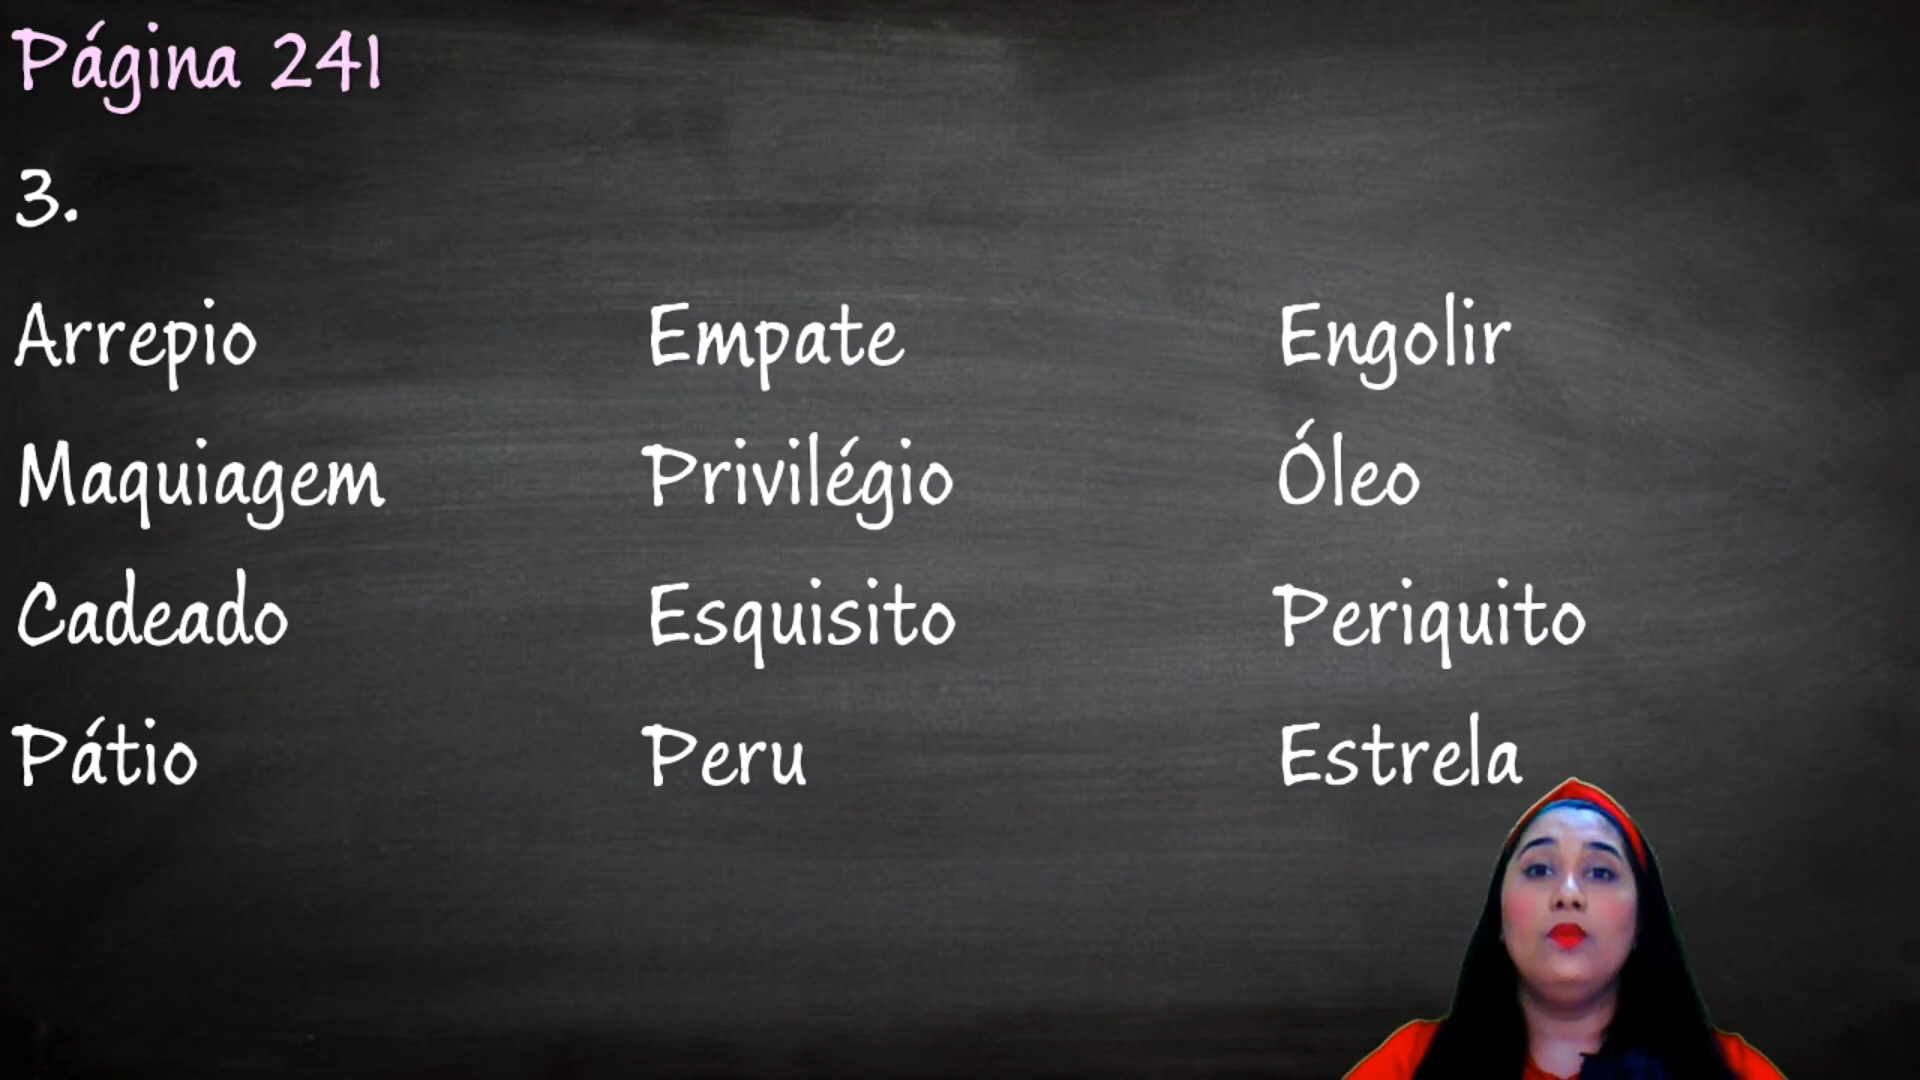 Página 241
3.
Arrepio Empate Engolir
Maquiagem Privilégio Óleo
Cadeado Esquisito Periquito
Pátio Peru Estrela